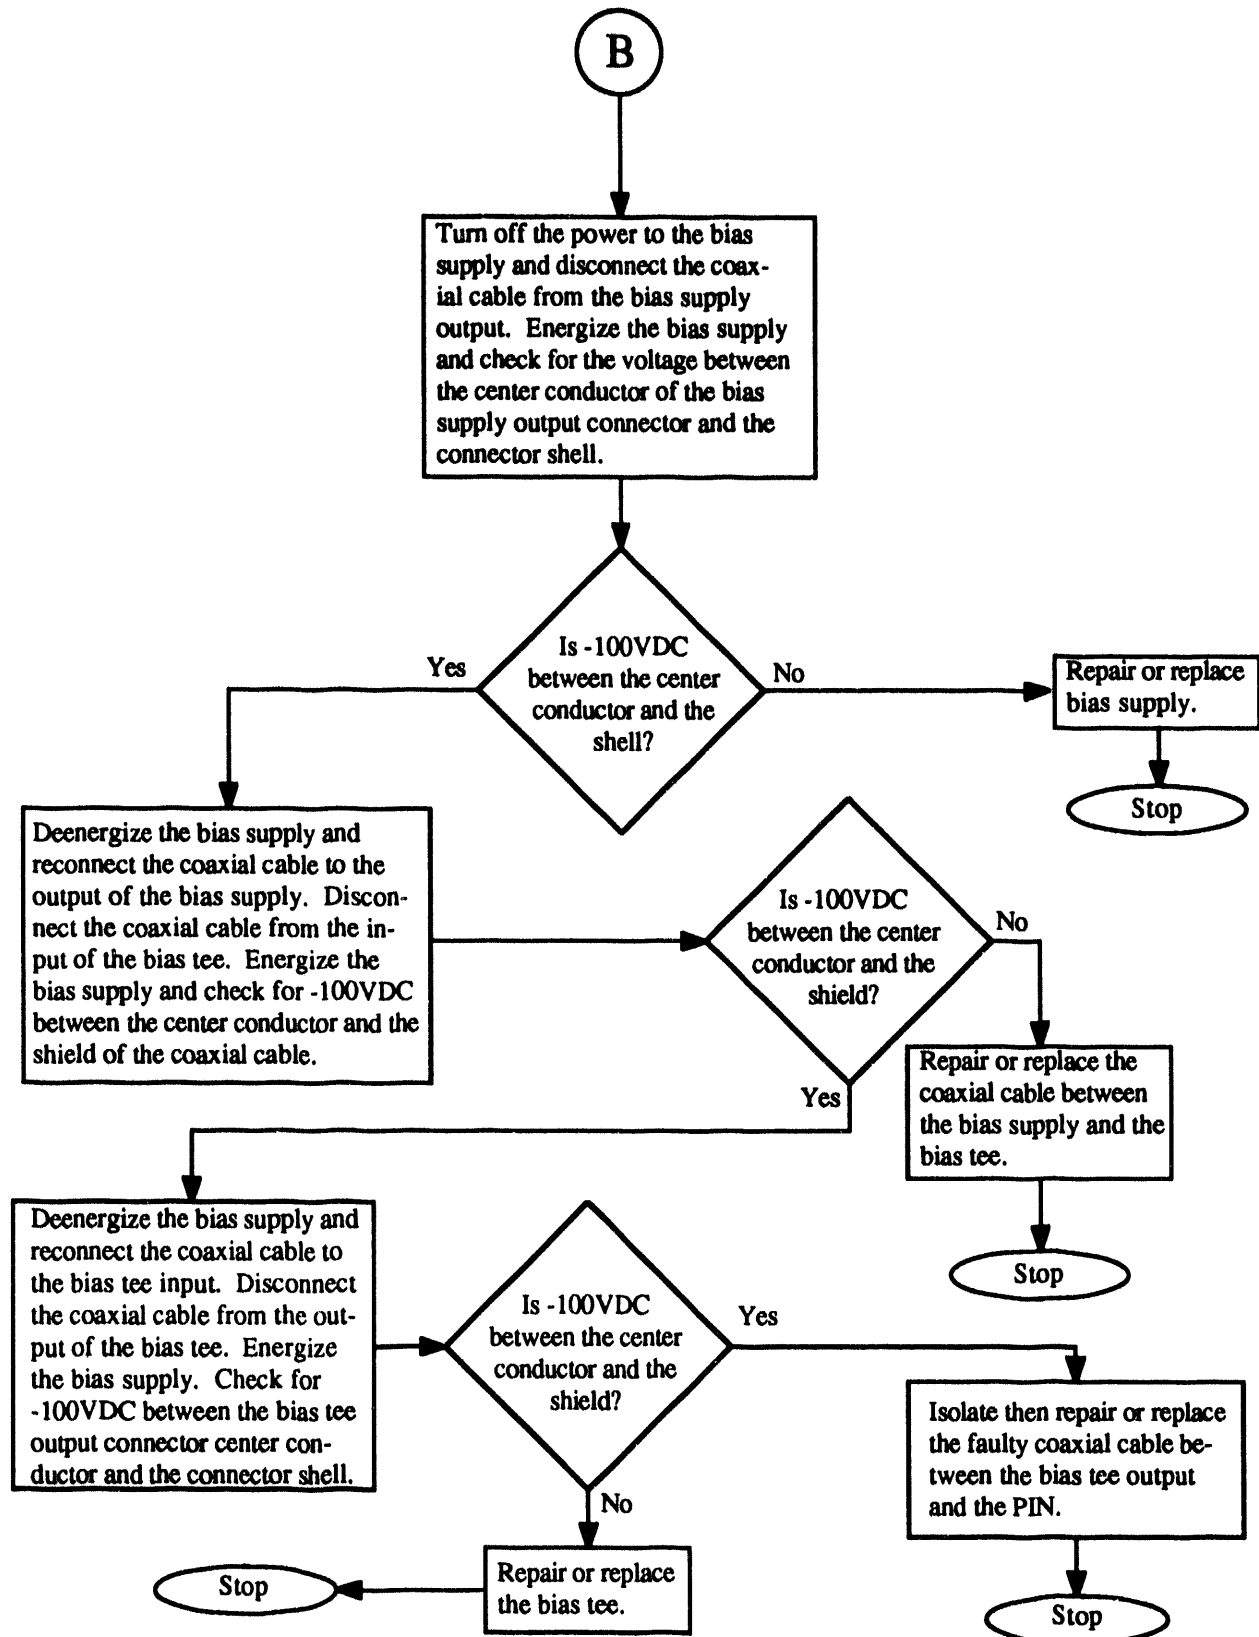 B
Turn off the power to the bias
supply and disconnect the coax-
ial cable from the bias supply
output. Energize the bias supply
and check for the voltage between
the center conductor of the bias
supply output connector and the
connector shell.
Is -100VDC
between the center
conductor and the
shell?
Yes
No
Repair or replace
bias supply.
Stop
Deenergize the bias supply and
reconnect the coaxial cable to the
output of the bias supply. Discon-
nect the coaxial cable from the in-
put of the bias tee. Energize the
bias supply and check for -100VDC
between the center conductor and the
shield of the coaxial cable.
Is -100VDC
between the center
conductor and the
shield?
No
Yes
Repair or replace the
coaxial cable between
the bias supply and the
bias tee.
Stop
Deenergize the bias supply and
reconnect the coaxial cable to
the bias tee input. Disconnect
the coaxial cable from the out-
put of the bias tee. Energize
the bias supply. Check for
-100VDC between the bias tee
output connector center con-
ductor and the connector shell.
Is -100VDC
between the center
conductor and the
shield?
Yes
No
Isolate then repair or replace
the faulty coaxial cable be-
tween the bias tee output
and the PIN.
Stop
Repair or replace
the bias tee.
Stop